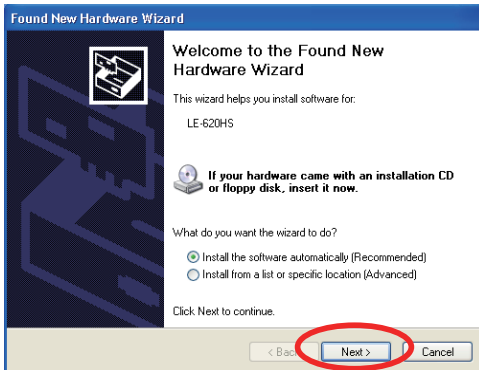 Found New Hardware Wizard
Welcome to the Found New
Hardware Wizard
This wizard helps you install software for:
LE-620HS
If your hardware came with an installation CD
or floppy disk, insert it now.
What do you want the wizard to do?
Install the software automatically (Recommended)
Install from a list or specific location (Advanced)
Click Next to continue.
< Back
Next >
Cancel